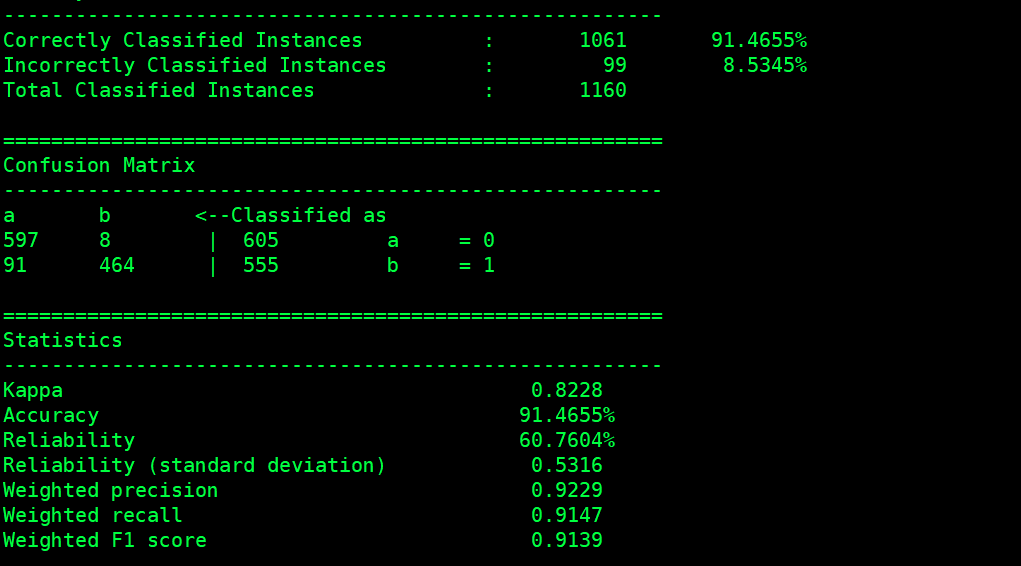 -------------------------------------------------------
Correctly Classified Instances          :       1061       91.4655%
Incorrectly Classified Instances        :         99        8.5345%
Total Classified Instances              :       1160
=======================================================
Confusion Matrix
-------------------------------------------------------
a       b       <--Classified as
597     8        |  605         a     = 0
91      464      |  555         b     = 1
=======================================================
Statistics
-------------------------------------------------------
Kappa                                       0.8228
Accuracy                                   91.4655%
Reliability                                60.7604%
Reliability (standard deviation)            0.5316
Weighted precision                          0.9229
Weighted recall                             0.9147
Weighted F1 score                           0.9139